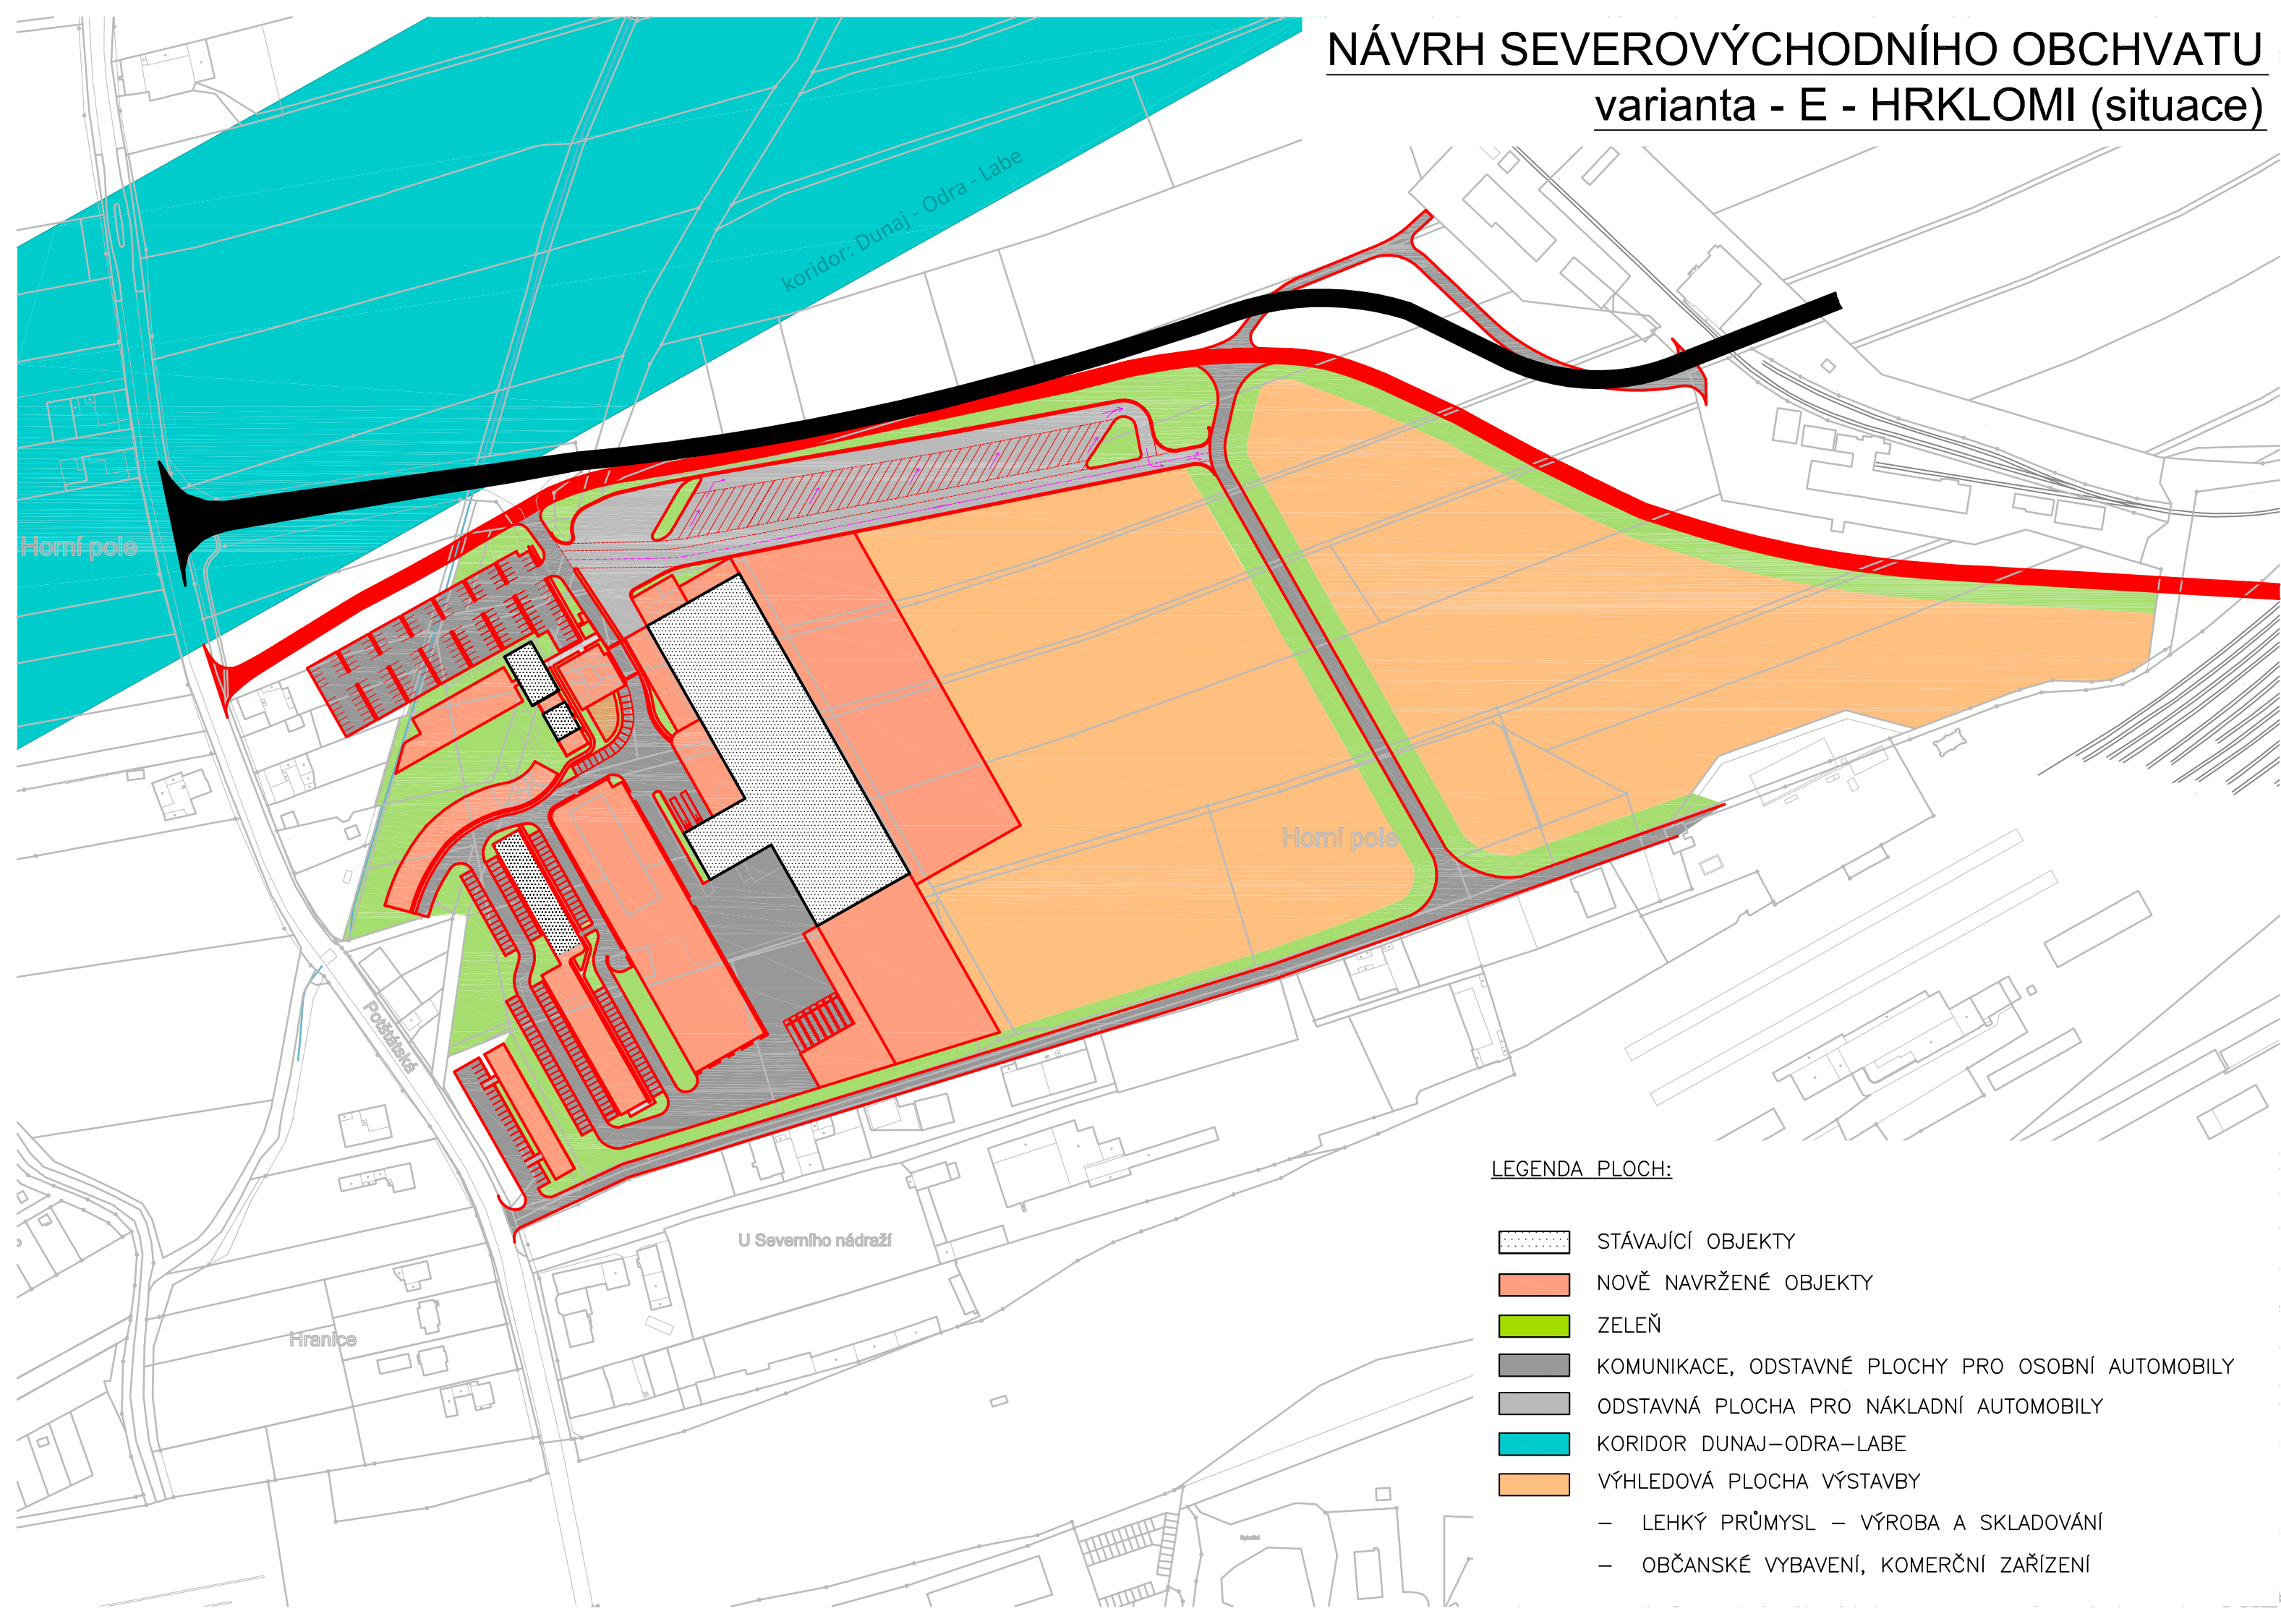 NÁVRH SEVEROVÝCHODNÍHO OBCHVATU
varianta - E - HRKLOMI (situace)
koridor: Dunaj - Odra - Labe
Horní pole
Horní pole
Potštátská
U Severního nádraží
Hranice
LEGENDA PLOCH:
STÁVAJÍCÍ OBJEKTY
NOVĚ NAVRŽENÉ OBJEKTY
ZELEŇ
KOMUNIKACE, ODSTAVNÉ PLOCHY PRO OSOBNÍ AUTOMOBILY
ODSTAVNÁ PLOCHA PRO NÁKLADNÍ AUTOMOBILY
KORIDOR DUNAJ-ODRA-LABE
VÝHLEDOVÁ PLOCHA VÝSTAVBY
- LEHKÝ PRŮMYSL - VÝROBA A SKLADOVÁNÍ
- OBČANSKÉ VYBAVENÍ, KOMERČNÍ ZAŘÍZENÍ